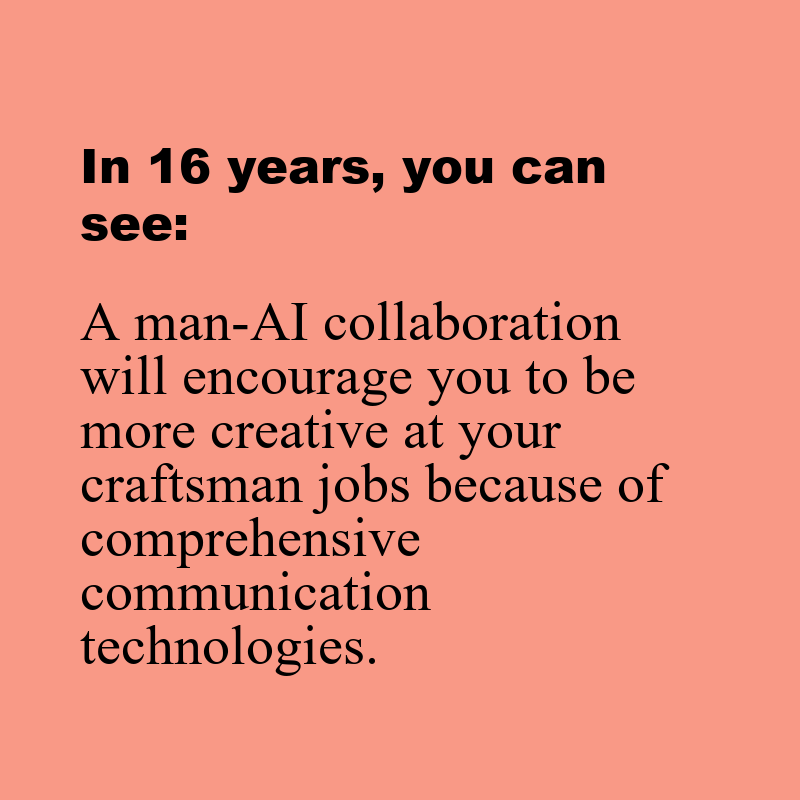 In 16 years, you can
see:
A man-AI collaboration
will encourage you to be
more creative at your
craftsman jobs because of
comprehensive
communication
technologies.